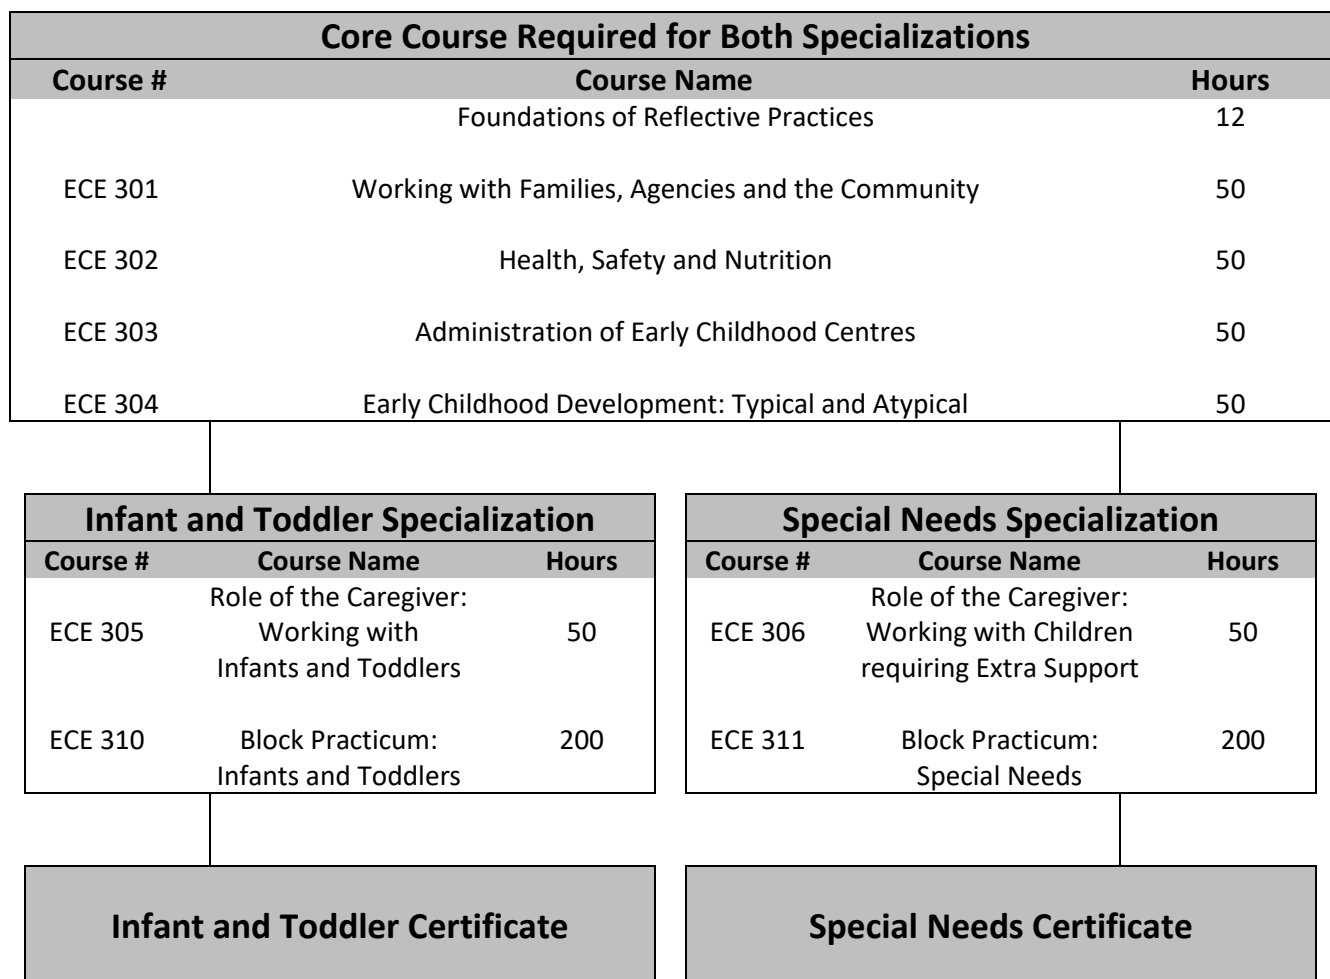 Core Course Required for Both Specializations
Course # Course Name Hours
Foundations of Reflective Practices 12
ECE 301 Working with Families, Agencies and the Community 50
ECE 302 Health, Safety and Nutrition 50
ECE 303 Administration of Early Childhood Centres 50
ECE 304 Early Childhood Development: Typical and Atypical 50
Infant and Toddler Specialization
Course # Course Name Hours
Role of the Caregiver:
ECE 305 Working with 50
Infants and Toddlers
ECE 310 Block Practicum: 200
Infants and Toddlers
Special Needs Specialization
Course # Course Name Hours
Role of the Caregiver:
ECE 306 Working with Children 50
requiring Extra Support
ECE 311 Block Practicum: 200
Special Needs
Infant and Toddler Certificate
Special Needs Certificate